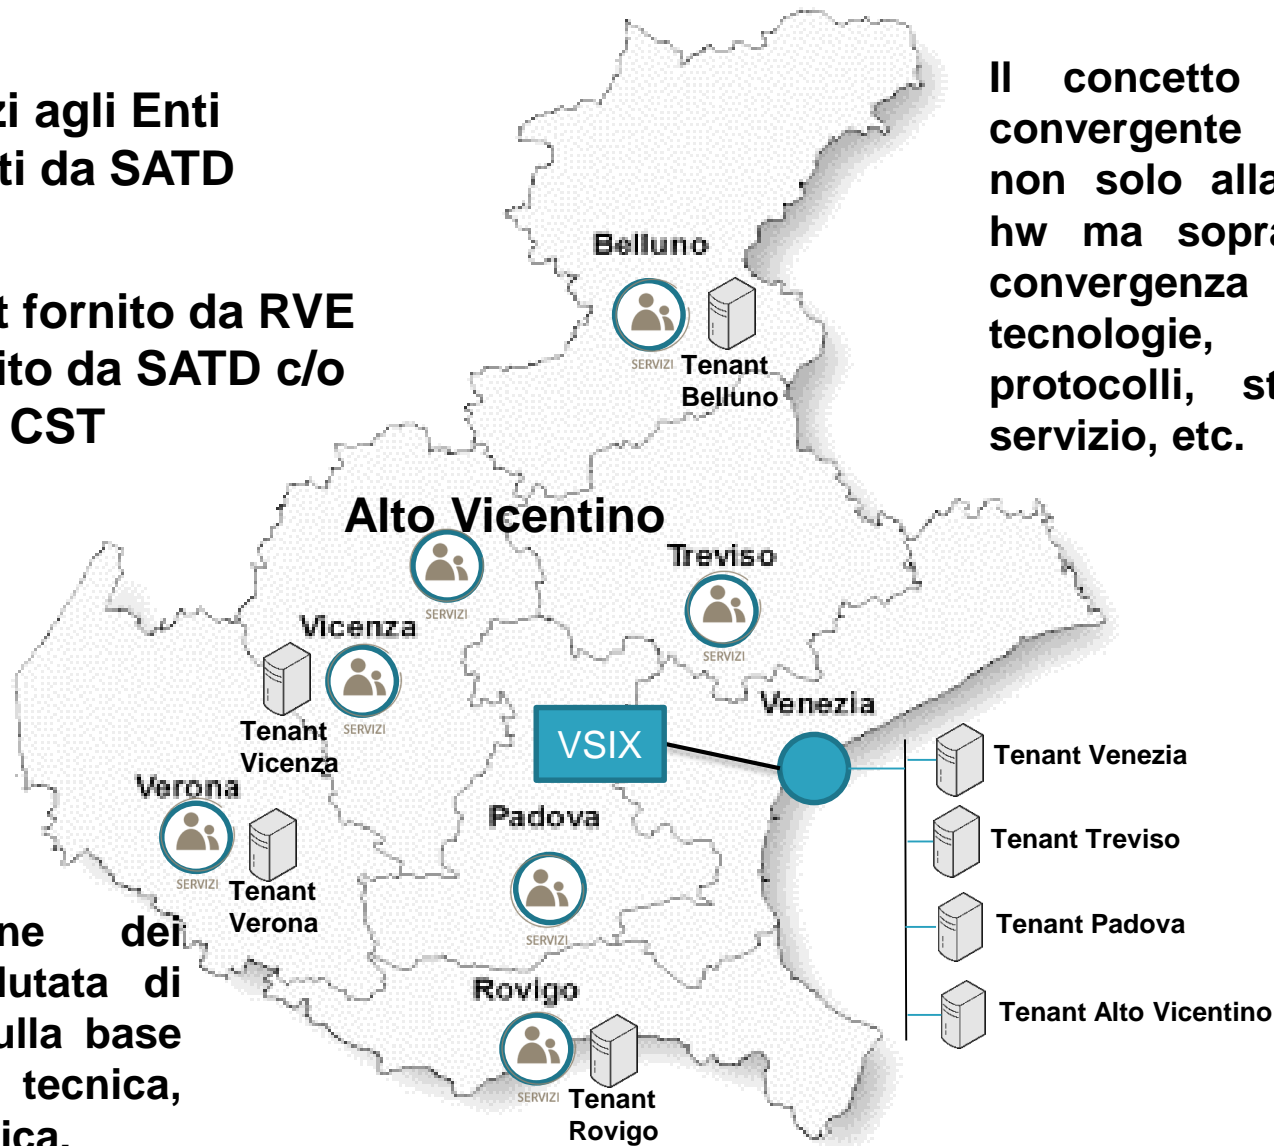 zi agli Enti
ti da SATD
t fornito da RVE
ito da SATD c/o
CST
Il concetto
convergente
non solo alla
hw ma sopra
convergenza
tecnologie,
protocolli, st
servizio, etc.
Belluno
SERVIZI
Tenant
Belluno
Alto Vicentino
SERVIZI
Treviso
SERVIZI
Vicenza
SERVIZI
Tenant
Vicenza
Venezia
VSIX
Tenant Venezia
Tenant Treviso
Tenant Padova
Tenant Alto Vicentino
Verona
SERVIZI
Tenant
Verona
Padova
SERVIZI
ne dei
lutata di
ulla base
tecnica,
ica.
Rovigo
SERVIZI
Tenant
Rovigo